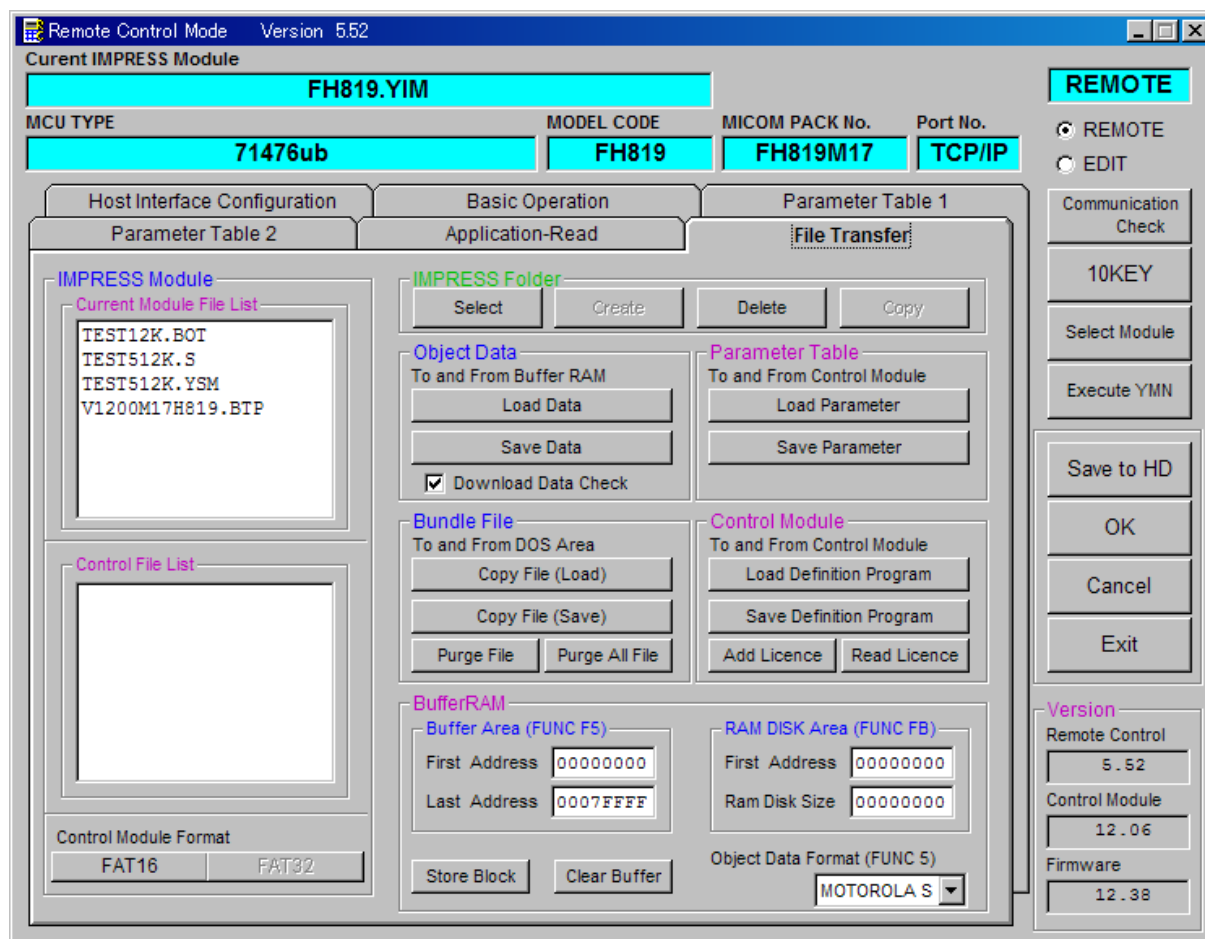 Remote Control Mode Version 5.52
Curent IMPRESS Module
FH819.YIM
REMOTE
MCU TYPE
MODEL CODE
MICOM PACK No.
Port No.
71476ub
FH819
FH819M17
TCP/IP
REMOTE
EDIT
Host Interface Configuration
Basic Operation
Parameter Table 1
Parameter Table 2
Application-Read
File Transfer
IMPRESS Module
Current Module File List
TEST12K.BOT
TEST512K.S
TEST512K.YSM
V1200M17H819.BTP
Control File List
Control Module Format
FAT16
FAT32
IMPRESS Folder
Select
Create
Delete
Copy
Object Data
To and From Buffer RAM
Load Data
Save Data
Download Data Check
Parameter Table
To and From Control Module
Load Parameter
Save Parameter
Bundle File
To and From DOS Area
Copy File (Load)
Copy File (Save)
Purge File
Purge All File
Control Module
To and From Control Module
Load Definition Program
Save Definition Program
Add Licence
Read Licence
BufferRAM
Buffer Area (FUNC F5)
First Address 00000000
Last Address 0007FFFF
RAM DISK Area (FUNC FB)
First Address 00000000
Ram Disk Size 00000000
Store Block
Clear Buffer
Object Data Format (FUNC 5)
MOTOROLA S
Communication
Check
10KEY
Select Module
Execute YMN
Save to HD
OK
Cancel
Exit
Version
Remote Control
5.52
Control Module
12.06
Firmware
12.38